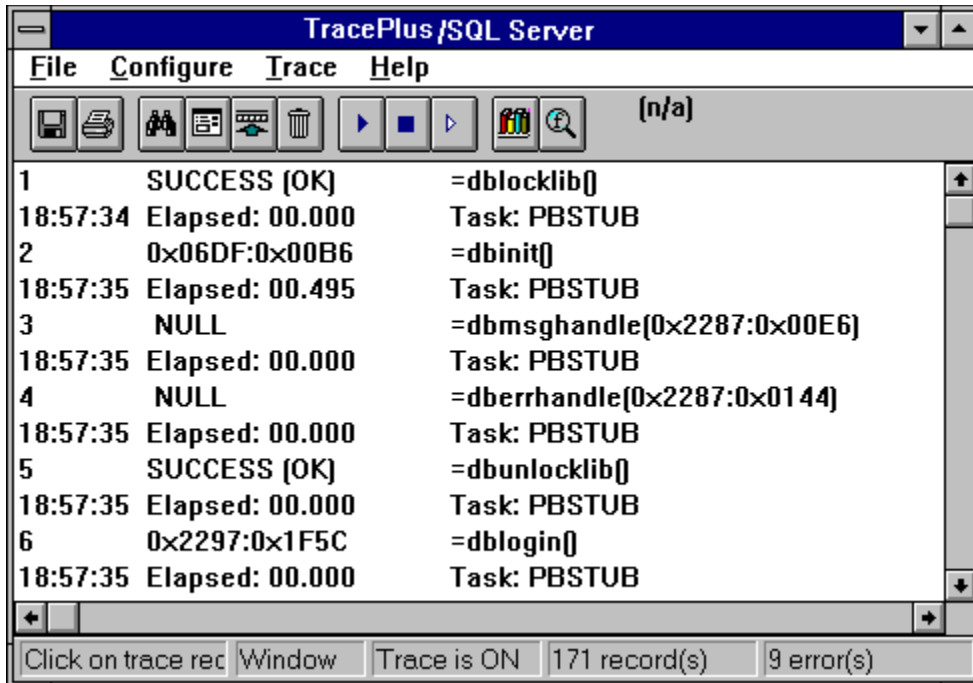 TracePlus/SQL Server
File Configure Trace Help
(n/a)
1 SUCCESS (OK) =dblocklib()
18:57:34 Elapsed: 00.000 Task: PBSTUB
2 0x06DF:0x00B6 =dbinit()
18:57:35 Elapsed: 00.495 Task: PBSTUB
3 NULL =dbmsghandle(0x2287:0x00E6)
18:57:35 Elapsed: 00.000 Task: PBSTUB
4 NULL =dberrhandle(0x2287:0x0144)
18:57:35 Elapsed: 00.000 Task: PBSTUB
5 SUCCESS (OK) =dbunlocklib()
18:57:35 Elapsed: 00.000 Task: PBSTUB
6 0x2297:0x1F5C =dblogin()
18:57:35 Elapsed: 00.000 Task: PBSTUB
Click on trace rec Window Trace is ON 171 record(s) 9 error(s)